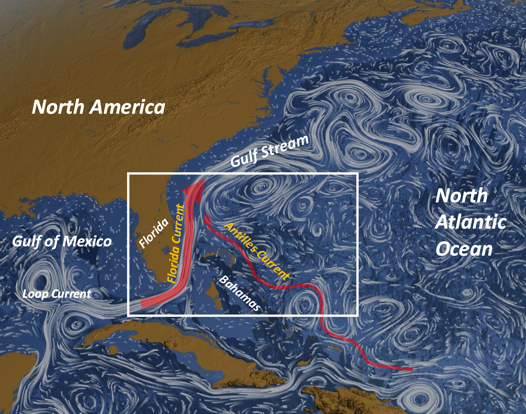 North America
Gulf Stream
North
Atlantic
Ocean
Florida
Florida Current
Antilles Current
Gulf of Mexico
Bahamas
Loop Current